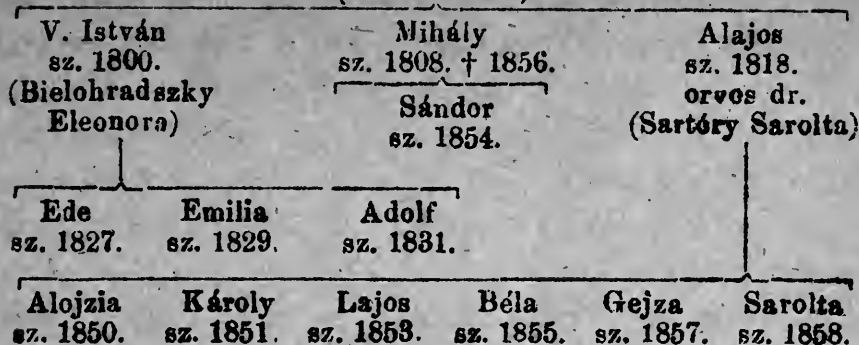 V. István Mihály Alajos
sz. 1800. sz. 1808. † 1856. sz. 1818.
(Bielohradszky orvos dr.
Eleonora) Sándor (Sartóry Sarolta)
sz. 1854.
Ede Emilia Adolf
sz. 1827. sz. 1829. sz. 1831.
Alojzia Károly Lajos Béla Gejza Sarolta
sz. 1850. sz. 1851. sz. 1853. sz. 1855. sz. 1857. sz. 1858.